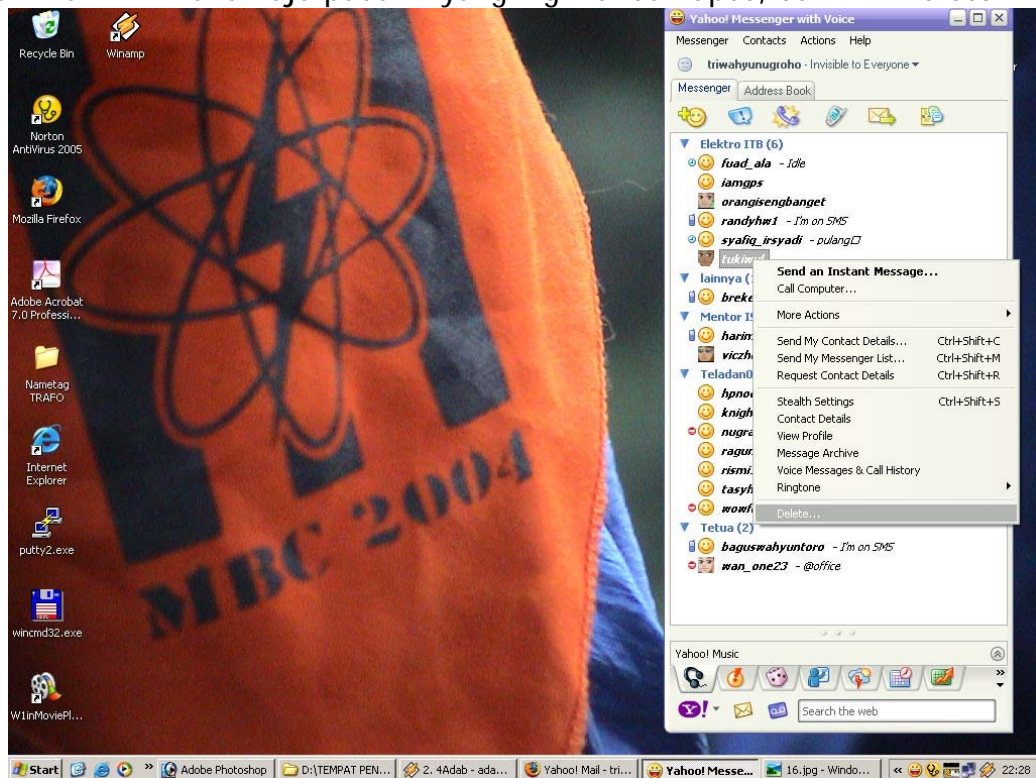 Recycle Bin
Winamp
Norton
AntiVirus 2005
Mozilla Firefox
Adobe Acrobat
7.0 Professi...
Nametag
TRAFO
Internet
Explorer
putty2.exe
wincmd32.exe
W1inMoviePl...
MBC 2004
Yahoo! Messenger with Voice
Messenger Contacts Actions Help
triwahyunugroho - Invisible to Everyone
Messenger Address Book
Elektro ITB (6)
fuad_ala - Idle
iamgps
orangisengbanget
randyhw1 - I'm on SMS
syafiq_irsyadi - pulang
lainnya
Mentor
Tetua (2)
baguswahyuntoro - I'm on SMS
wan_one23 - @office
Send an Instant Message...
Call Computer...
More Actions
Send My Contact Details... Ctrl+Shift+C
Send My Messenger List... Ctrl+Shift+M
Request Contact Details Ctrl+Shift+R
Stealth Settings Ctrl+Shift+S
Contact Details
View Profile
Message Archive
Voice Messages & Call History
Ringtone
Delete...
Yahoo! Music
Y!
Search the web
Start
Adobe Photoshop
D:\TEMPAT PEN...
2. 4Adab - ada...
Yahoo! Mail - tri...
Yahoo! Messe...
16.jpg - Windo...